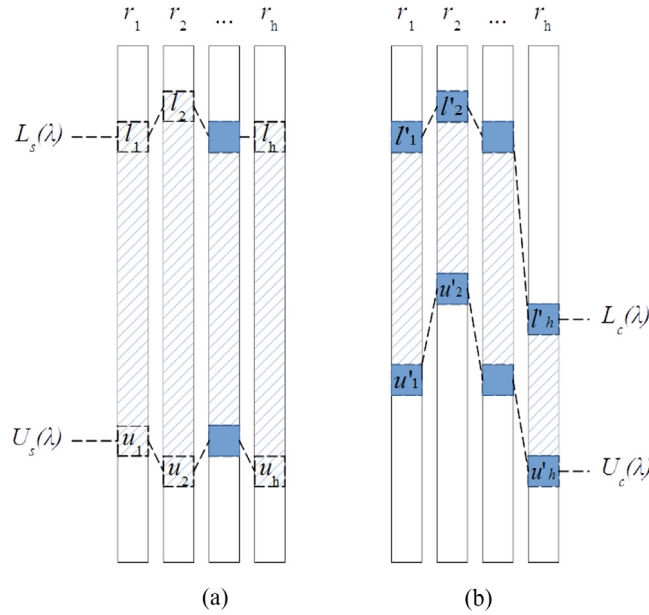 r1 r2 ... rh r1 r2 ... rh
l2 l'2
Ls(λ) l1 lh l'1
u'2
l'h Lc(λ)
u'1
Us(λ) u1 u2 uh u'h Uc(λ)
(a) (b)